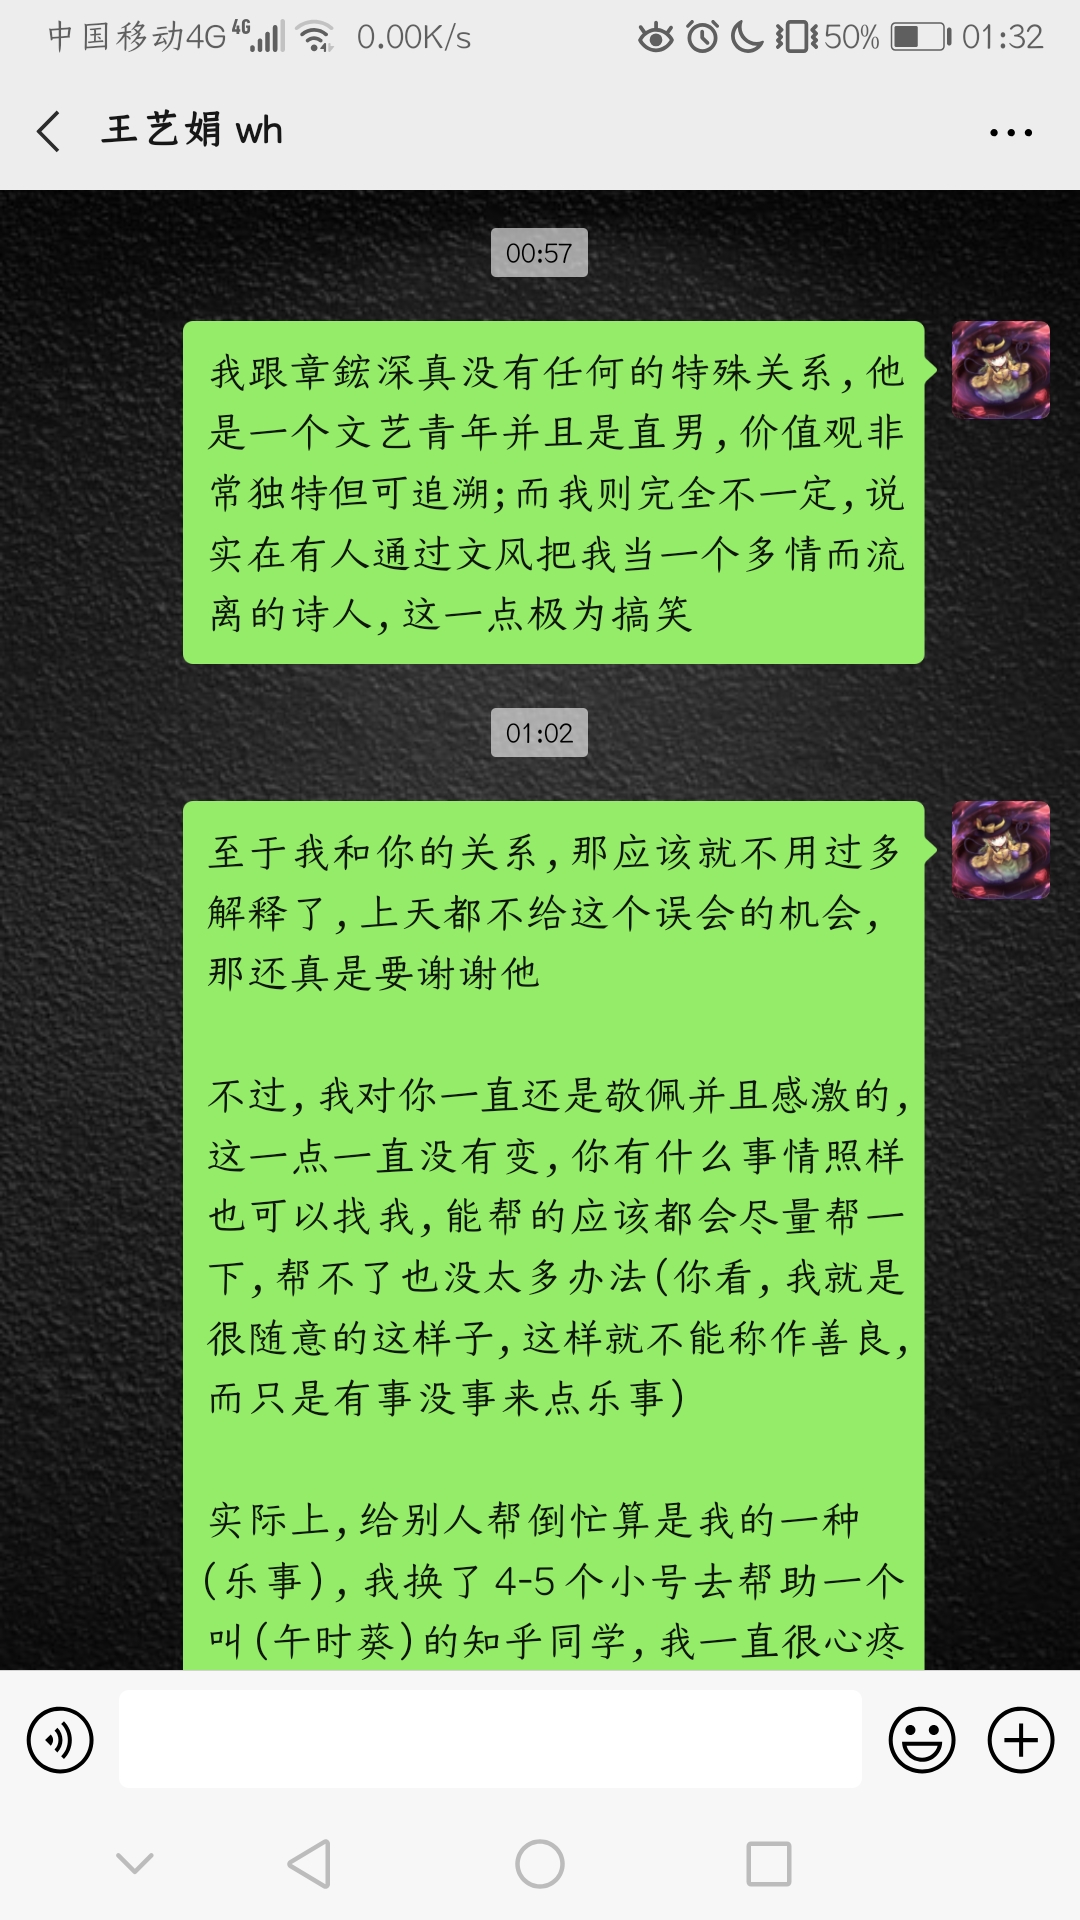 中国移动4G 4G 0.00K/s 50% 01:32
王艺娟 wh
00:57
我跟章鋐深真没有任何的特殊关系,他
是一个文艺青年并且是直男,价值观非
常独特但可追溯;而我则完全不一定,说
实在有人通过文风把我当一个多情而流
离的诗人,这一点极为搞笑
01:02
至于我和你的关系,那应该就不用过多
解释了,上天都不给这个误会的机会,
那还真是要谢谢他
不过,我对你一直还是敬佩并且感激的,
这一点一直没有变,你有什么事情照样
也可以找我,能帮的应该都会尽量帮一
下,帮不了也没太多办法(你看,我就是
很随意的这样子,这样就不能称作善良,
而只是有事没事来点乐事)
实际上,给别人帮倒忙算是我的一种
(乐事),我换了4-5个小号去帮助一个
叫(午时葵)的知乎同学,我一直很心疼